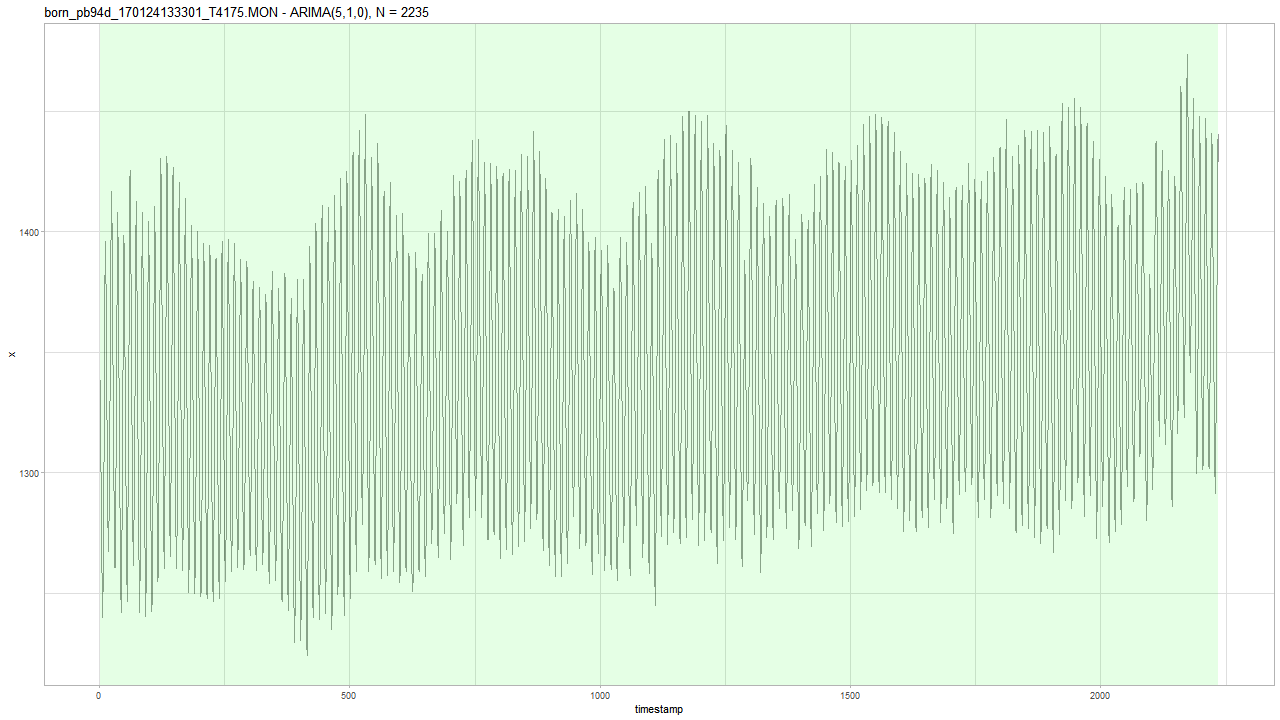 born_pb94d_170124133301_T4175.MON - ARIMA(5,1,0), N = 2235
1400
1300
x
0 500 1000 1500 2000
timestamp